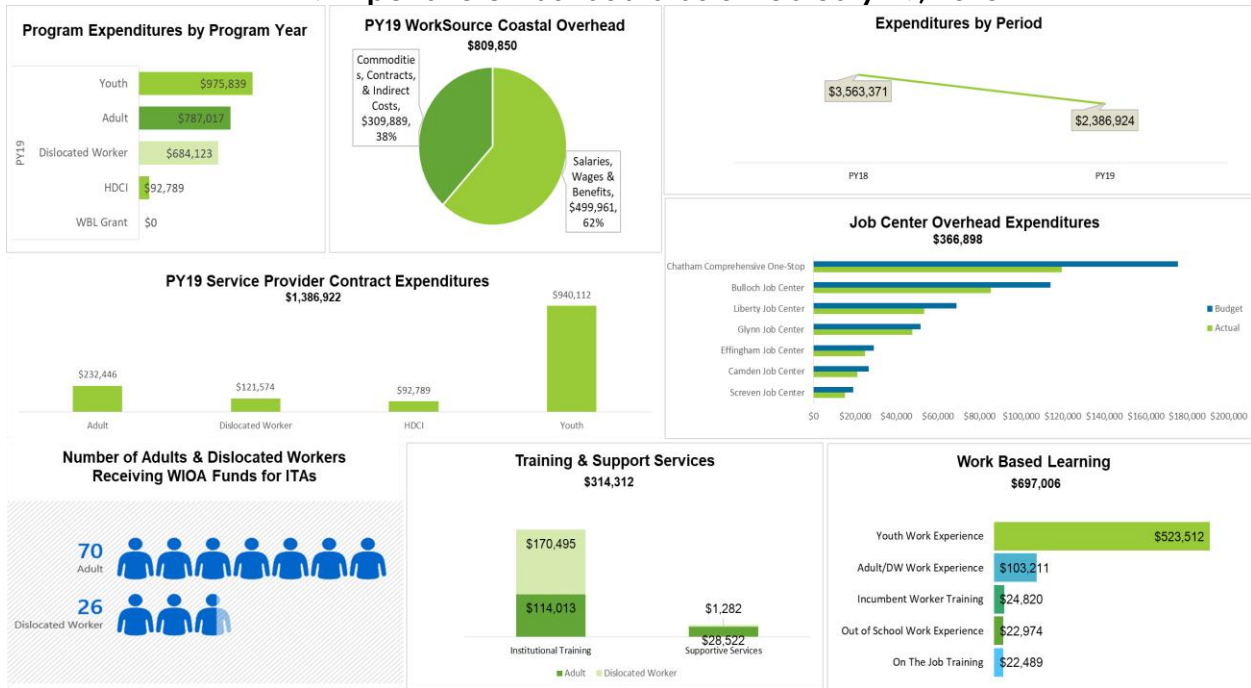 Program Expenditures by Program Year
PY19
Youth $975,839
Adult $787,017
Dislocated Worker $684,123
HDCI $92,789
WBL Grant $0
PY19 WorkSource Coastal Overhead
$809,850
Commoditie
s, Contracts,
& Indirect
Costs,
$309,889,
38%
Salaries,
Wages &
Benefits,
$499,961,
62%
Expenditures by Period
$3,563,371
$2,386,924
PY18 PY19
PY19 Service Provider Contract Expenditures
$1,386,922
$232,446 $121,574 $92,789 $940,112
Adult Dislocated Worker HDCI Youth
Job Center Overhead Expenditures
$366,898
Chatham Comprehensive One-Stop
Bulloch Job Center
Liberty Job Center
Glynn Job Center
Effingham Job Center
Camden Job Center
Screven Job Center
Budget
Actual
$0 $20,000 $40,000 $60,000 $80,000 $100,000 $120,000 $140,000 $160,000 $180,000 $200,000
Number of Adults & Dislocated Workers
Receiving WIOA Funds for ITAs
70
Adult
26
Dislocated Worker
Training & Support Services
$314,312
$170,495
$114,013
$1,282
$28,522
Institutional Training Supportive Services
Adult Dislocated Worker
Work Based Learning
$697,006
Youth Work Experience $523,512
Adult/DW Work Experience $103,211
Incumbent Worker Training $24,820
Out of School Work Experience $22,974
On The Job Training $22,489